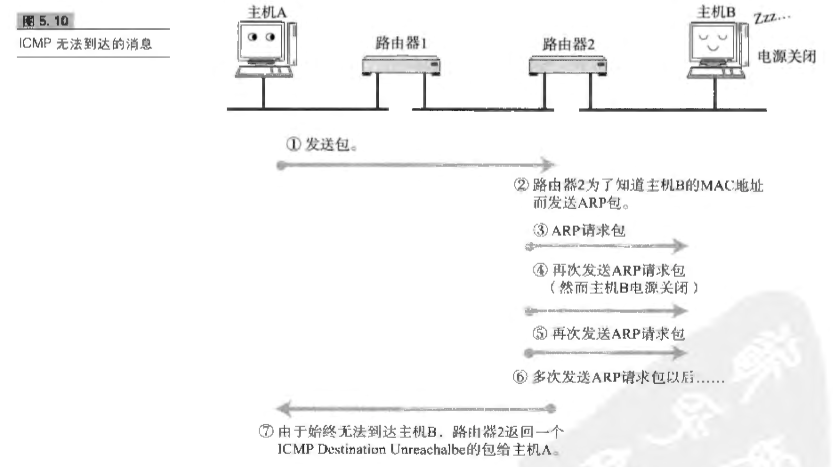 图 5.10
ICMP 无法到达的消息
主机A
路由器1
路由器2
主机B
Zzz...
电源关闭
① 发送包。
② 路由器2为了知道主机B的MAC地址
而发送ARP包。
③ ARP请求包
④ 再次发送ARP请求包
（然而主机B电源关闭）
⑤ 再次发送ARP请求包
⑥ 多次发送ARP请求包以后……
⑦ 由于始终无法到达主机B，路由器2返回一个
ICMP Destination Unreachalbe的包给主机A。